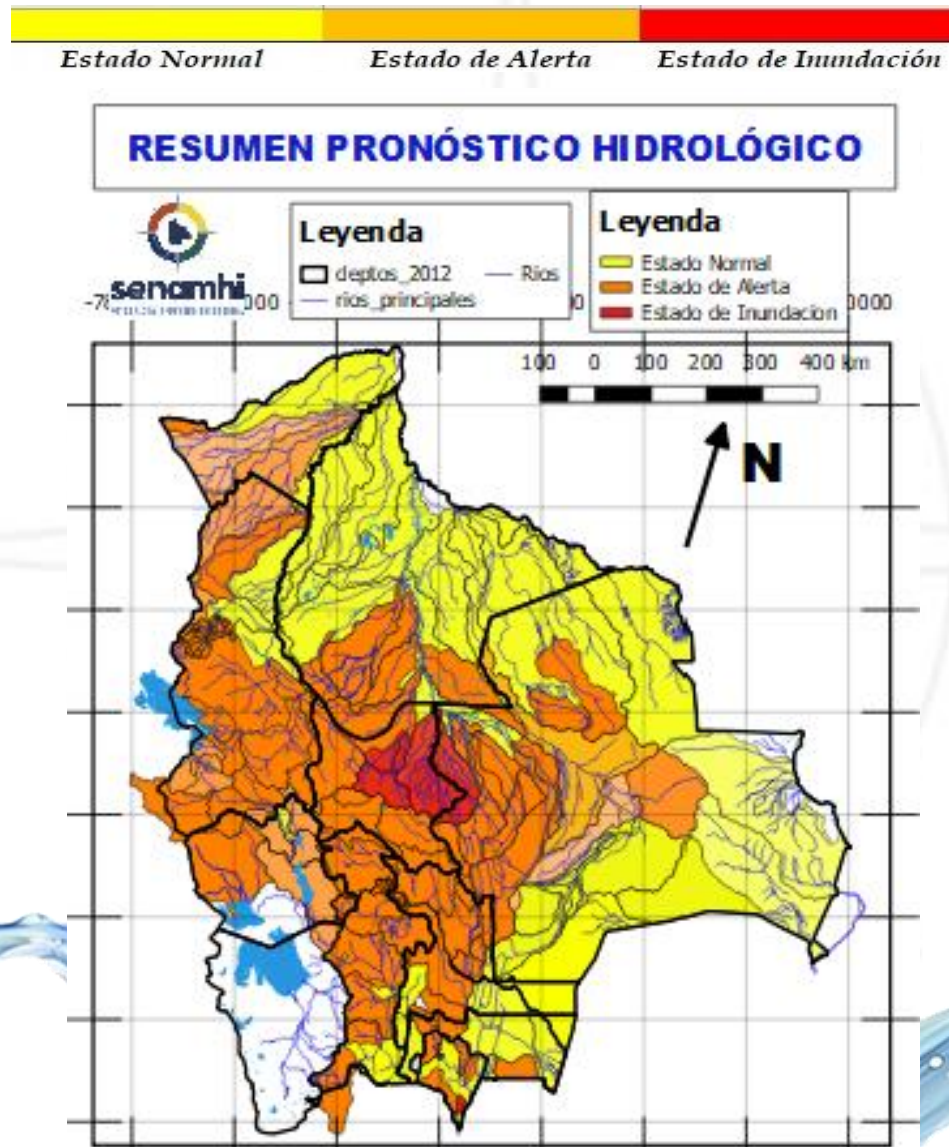 Estado Normal Estado de Alerta Estado de Inundación
RESUMEN PRONÓSTICO HIDROLÓGICO
senamhi
Leyenda
deptos_2012 Rios
rios_principales
Leyenda
Estado Normal
Estado de Alerta
Estado de Inundacion
100 0 100 200 300 400 km
N